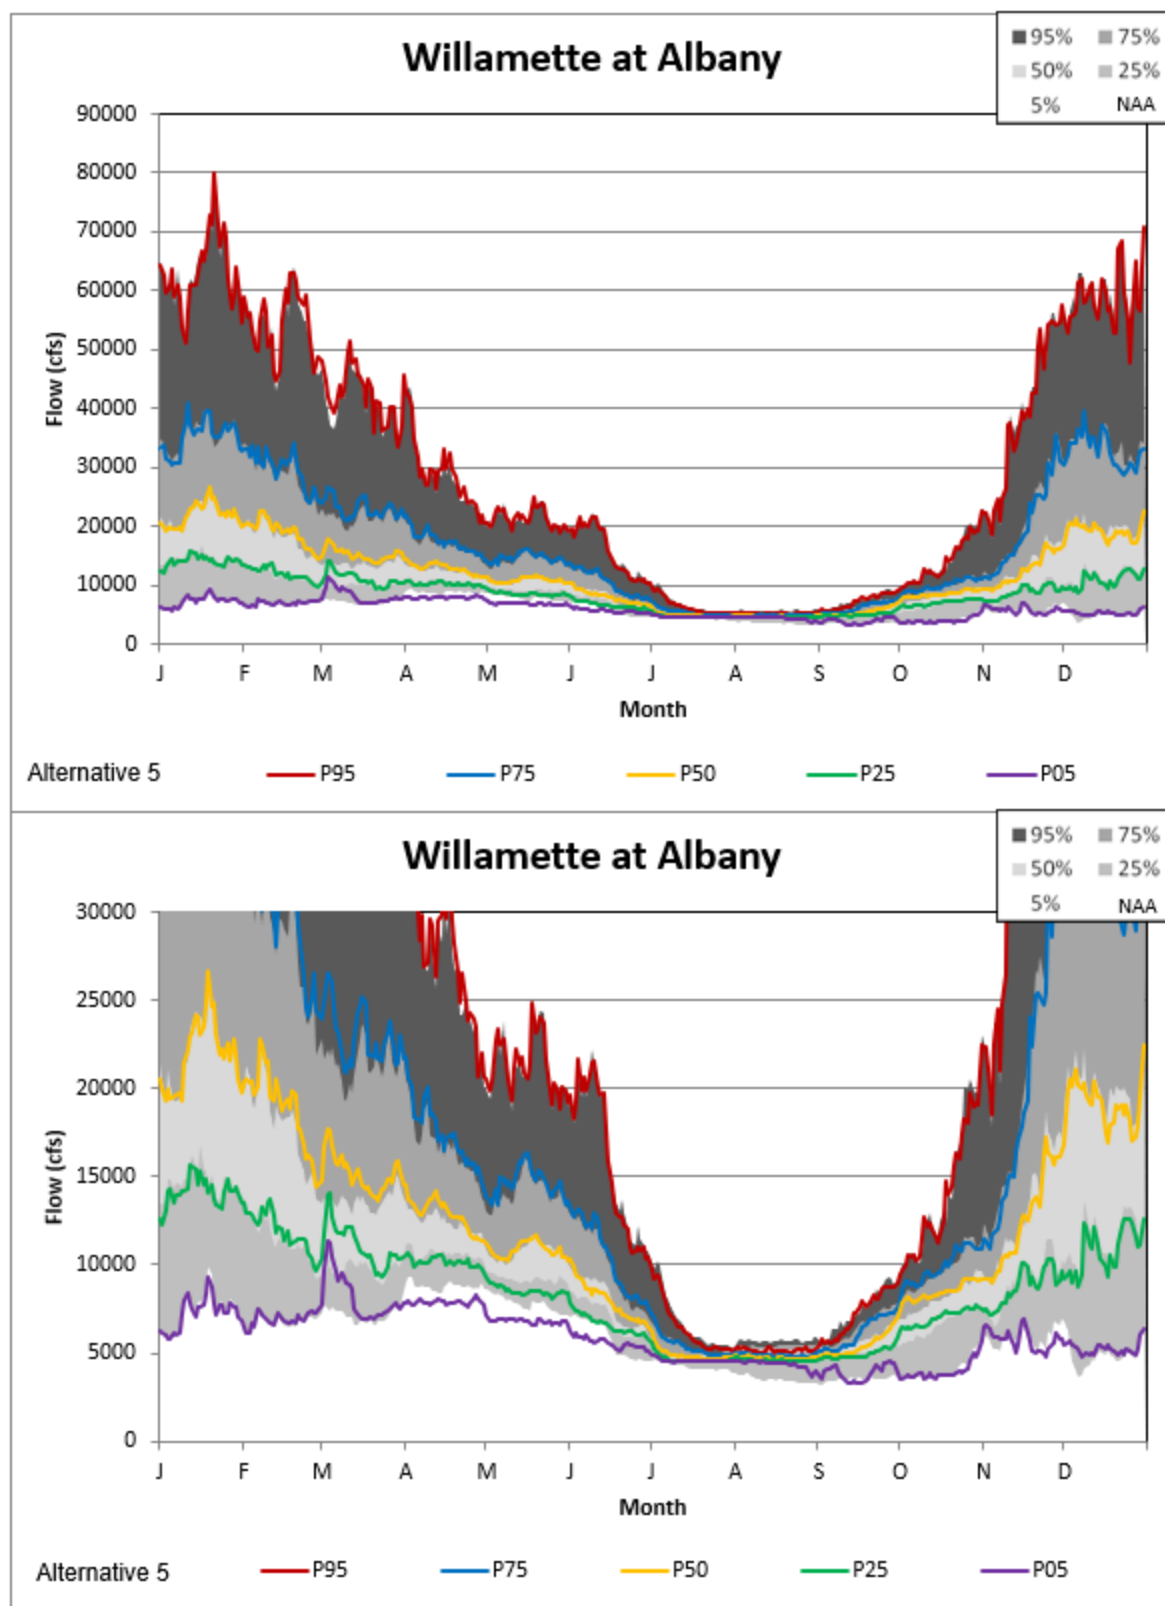 Willamette at Albany
95% 75%
50% 25%
5% NAA
90000
80000
70000
60000
50000
40000
30000
20000
10000
0
Flow (cfs)
J F M A M J J A S O N D
Month
Alternative 5 P95 P75 P50 P25 P05
Willamette at Albany
95% 75%
50% 25%
5% NAA
30000
25000
20000
15000
10000
5000
0
Flow (cfs)
J F M A M J J A S O N D
Month
Alternative 5 P95 P75 P50 P25 P05